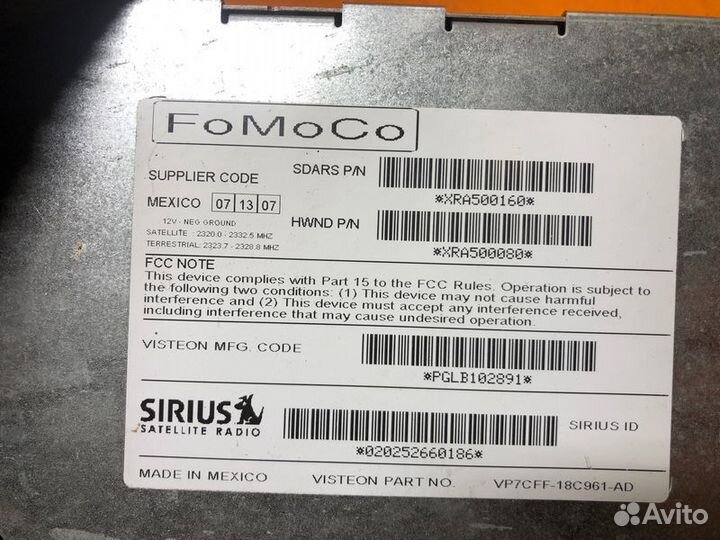 FoMoCo
SUPPLIER CODE
SDARS P/N
*XRA500160*
MEXICO 07 13 07
HWND P/N
*XRA500080*
12V - NEG GROUND
SATELLITE : 2320.0 - 2332.5 MHZ
TERRESTRIAL: 2323.7 - 2328.8 MHZ
FCC NOTE
This device complies with Part 15 to the FCC Rules. Operation is subject to
the following two conditions: (1) This device may not cause harmful
interference and (2) This device must accept any interference received,
including interference that may cause undesired operation.
VISTEON MFG. CODE
*PGLB102891*
SIRIUS
SATELLITE RADIO
*020252660186*
SIRIUS ID
MADE IN MEXICO VISTEON PART NO. VP7CFF-18C961-AD
Avito